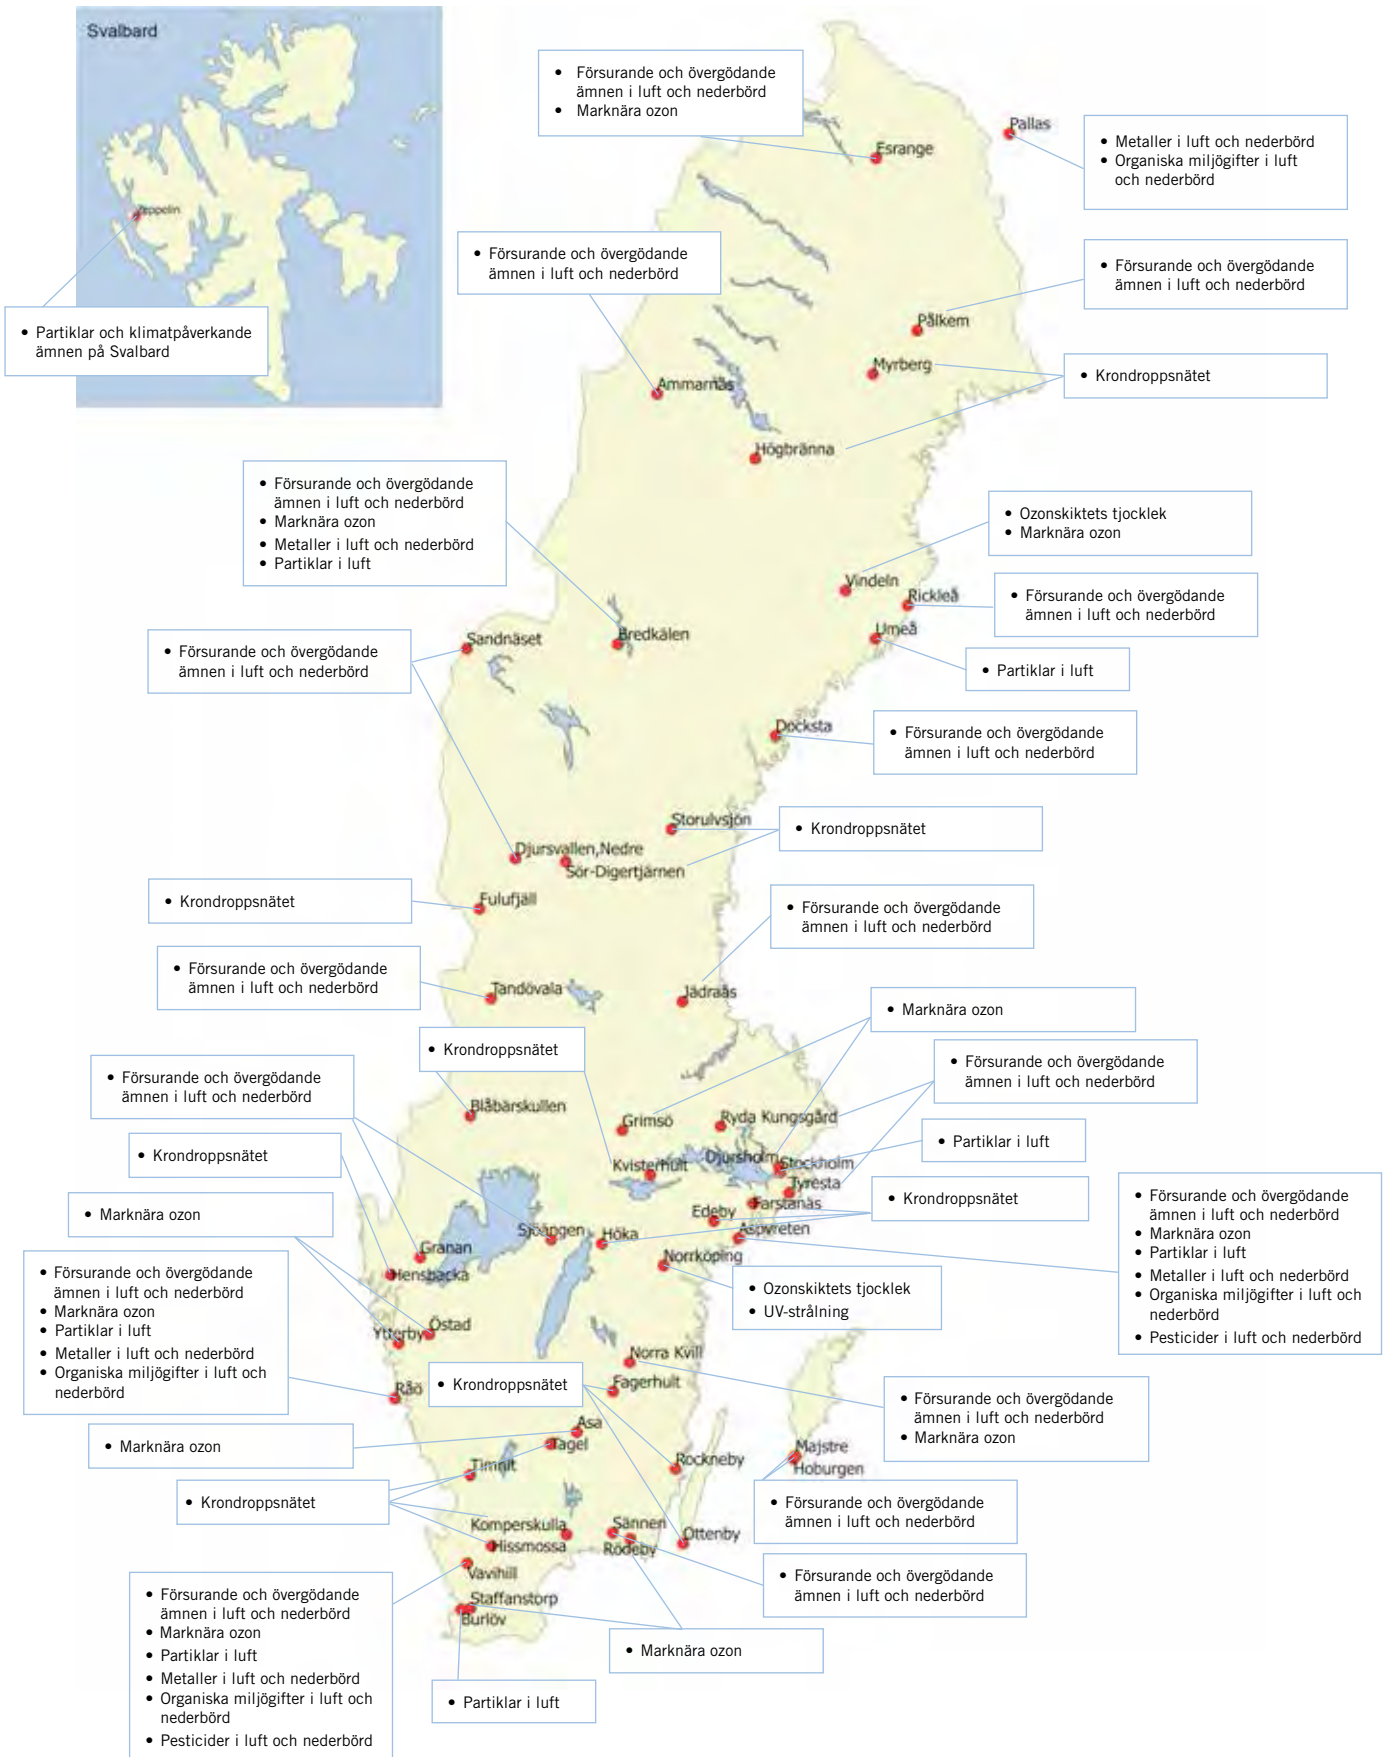 Svalbard
Zeppelin
• Partiklar och klimatpåverkande
ämnen på Svalbard
• Försurande och övergödande
ämnen i luft och nederbörd
• Marknära ozon
Esrange
Pallas
• Metaller i luft och nederbörd
• Organiska miljögifter i luft
och nederbörd
• Försurande och övergödande
ämnen i luft och nederbörd
Ammarnäs
• Försurande och övergödande
ämnen i luft och nederbörd
Pålkem
Myrberg
• Krondroppsnätet
Högbränna
• Försurande och övergödande
ämnen i luft och nederbörd
• Marknära ozon
• Metaller i luft och nederbörd
• Partiklar i luft
Bredkälen
• Ozonskiktets tjocklek
• Marknära ozon
Vindeln
Rickleå
• Försurande och övergödande
ämnen i luft och nederbörd
Umeå
• Partiklar i luft
• Försurande och övergödande
ämnen i luft och nederbörd
Sandnäset
Docksta
• Försurande och övergödande
ämnen i luft och nederbörd
Storulvsjön
• Krondroppsnätet
Djursvallen,Nedre
Sör-Digertjärnen
• Krondroppsnätet
Fulufjäll
• Försurande och övergödande
ämnen i luft och nederbörd
• Försurande och övergödande
ämnen i luft och nederbörd
Tandövala
Jädraås
• Marknära ozon
• Krondroppsnätet
• Försurande och övergödande
ämnen i luft och nederbörd
• Försurande och övergödande
ämnen i luft och nederbörd
Blåbärskullen
Grimsö
Ryda Kungsgård
• Partiklar i luft
• Krondroppsnätet
Djursholm
Stockholm
Kvisterhult
Tyresta
Farstanäs
• Krondroppsnätet
• Marknära ozon
Edeby
Aspvreten
Sjöängen
Höka
Granan
Hensbacka
Norrköping
• Försurande och övergödande
ämnen i luft och nederbörd
• Marknära ozon
• Partiklar i luft
• Metaller i luft och nederbörd
• Organiska miljögifter i luft och
nederbörd
• Pesticider i luft och nederbörd
• Ozonskiktets tjocklek
• UV-strålning
• Försurande och övergödande
ämnen i luft och nederbörd
• Marknära ozon
• Partiklar i luft
• Metaller i luft och nederbörd
• Organiska miljögifter i luft och
nederbörd
Ytterby
Östad
Råö
Norra Kvill
• Krondroppsnätet
Fagerhult
• Försurande och övergödande
ämnen i luft och nederbörd
• Marknära ozon
• Marknära ozon
Asa
Tagel
Timnit
Rockneby
Majstre
Hoburgen
• Krondroppsnätet
• Försurande och övergödande
ämnen i luft och nederbörd
Komperskulla
Hissmossa
Sännen
Rödeby
Ottenby
Vavihill
• Försurande och övergödande
ämnen i luft och nederbörd
• Försurande och övergödande
ämnen i luft och nederbörd
• Marknära ozon
• Partiklar i luft
• Metaller i luft och nederbörd
• Organiska miljögifter i luft och
nederbörd
• Pesticider i luft och nederbörd
Staffanstorp
Burlöv
• Marknära ozon
• Partiklar i luft